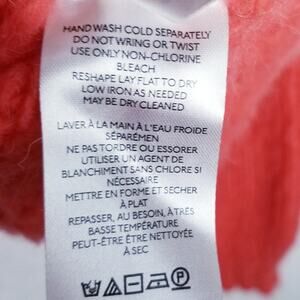 HAND WASH COLD SEPARATELY
DO NOT WRING OR TWIST
USE ONLY NON-CHLORINE
BLEACH
RESHAPE LAY FLAT TO DRY
LOW IRON AS NEEDED
MAY BE DRY CLEANED
LAVER À LA MAIN À L'EAU FROIDE
SÉPARÉMEN
NE PAS TORDRE OU ESSORER
UTILISER UN AGENT DE
BLANCHIMENT SANS CHLORE SI
NÉCESSAIRE
METTRE EN FORME ET SÉCHER
À PLAT
REPASSER, AU BESOIN, À TRÈS
BASSE TEMPÉRATURE
PEUT-ÊTRE ÊTRE NETTOYÉE
À SEC
P